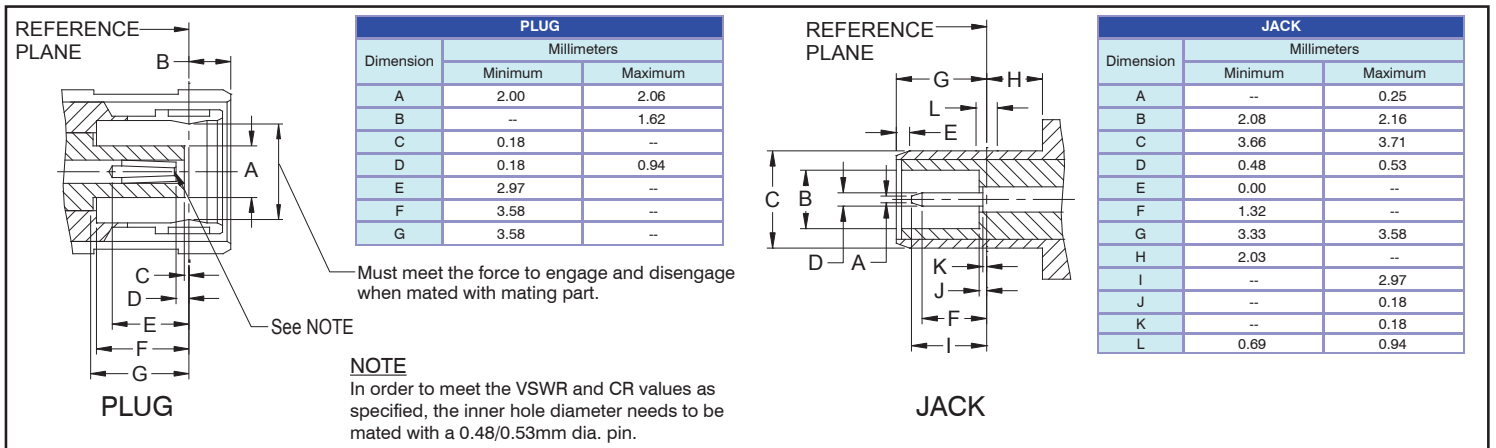 REFERENCE
PLANE
B
A
C
D
E
F
G
PLUG
PLUG
Dimension
Millimeters
Minimum Maximum
A 2.00 2.06
B -- 1.62
C 0.18 --
D 0.18 0.94
E 2.97 --
F 3.58 --
G 3.58 --
Must meet the force to engage and disengage
when mated with mating part.
See NOTE
NOTE
In order to meet the VSWR and CR values as
specified, the inner hole diameter needs to be
mated with a 0.48/0.53mm dia. pin.
REFERENCE
PLANE
G H
L
E
C B
D A
K
J
F
I
JACK
JACK
Dimension
Millimeters
Minimum Maximum
A -- 0.25
B 2.08 2.16
C 3.66 3.71
D 0.48 0.53
E 0.00 --
F 1.32 --
G 3.33 3.58
H 2.03 --
I -- 2.97
J -- 0.18
K -- 0.18
L 0.69 0.94